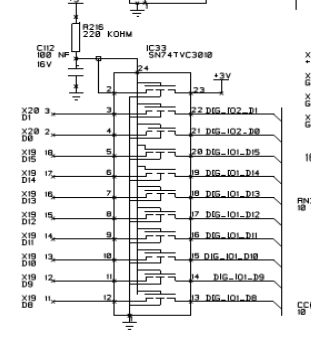 R216
220 KOHM
C112
100 NF
16V
IC33
SN74TVC3010
24
+3V
2 23
X20 3 3 22 DIG_IO2_D1
D1
X20 2 4 21 DIG_IO2_D0
D0
X19 18 5 20 DIG_IO1_D15
D15
X19 17 6 19 DIG_IO1_D14
D14
X19 16 7 18 DIG_IO1_D13
D13
X19 15 8 17 DIG_IO1_D12
D12
X19 14 9 16 DIG_IO1_D11
D11
X19 13 10 15 DIG_IO1_D10
D10
X19 12 11 14 DIG_IO1_D9
D9
X19 11 12 13 DIG_IO1_D8
D8